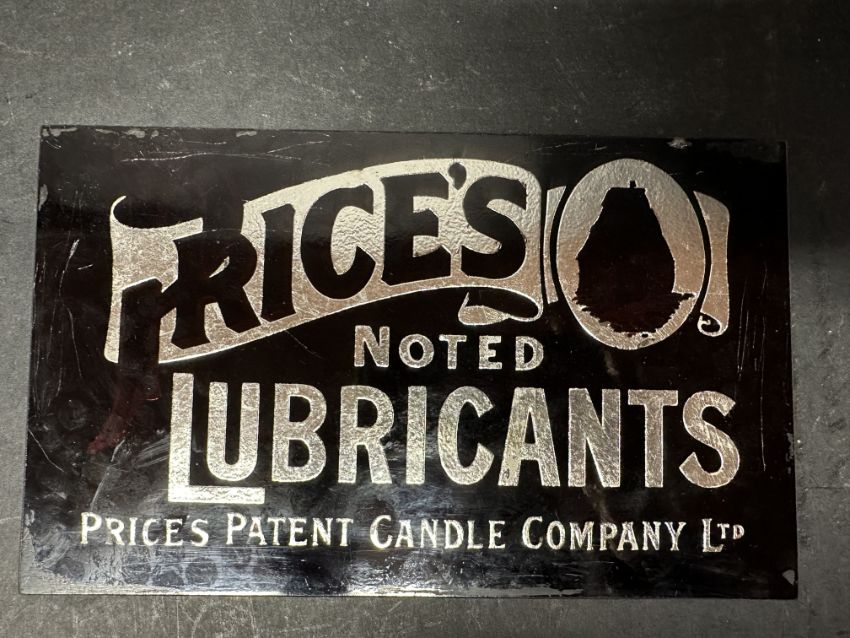 PRICE'S
NOTED
LUBRICANTS
PRICE'S PATENT CANDLE COMPANY LTD